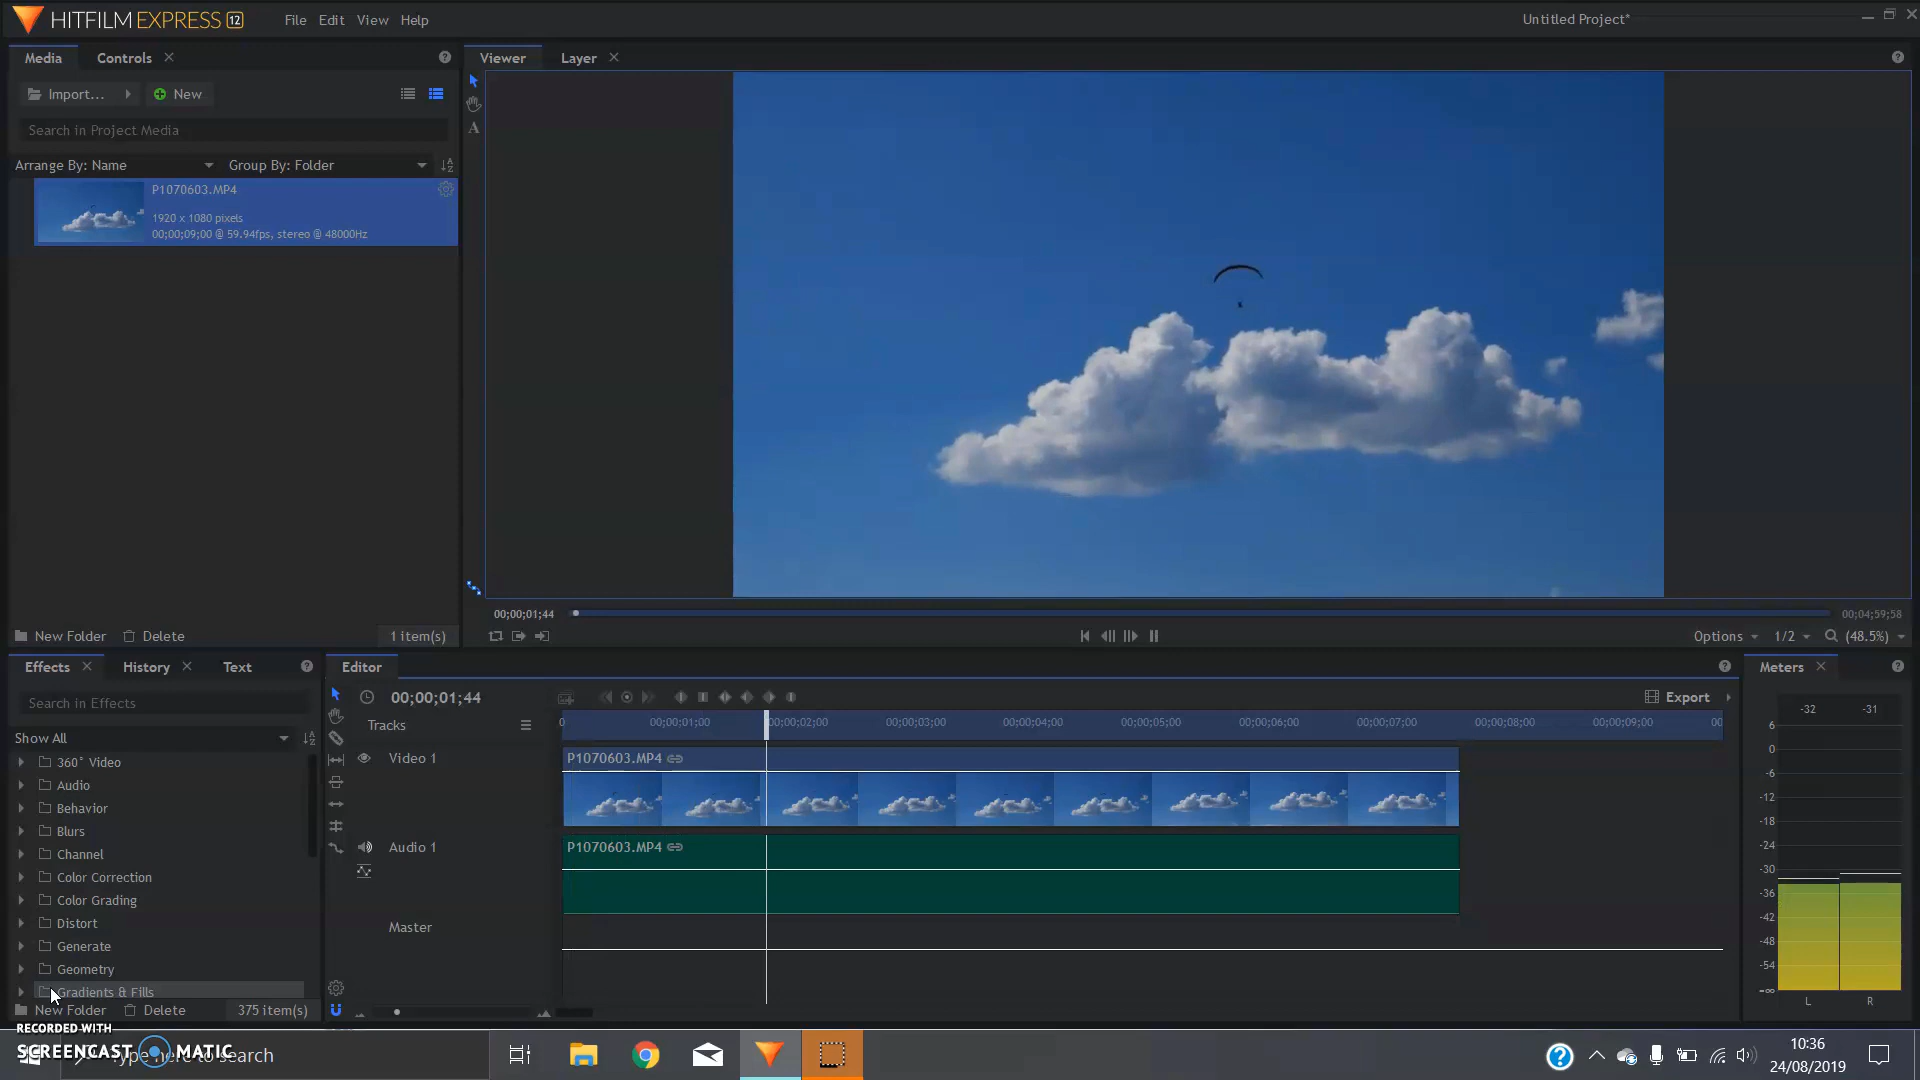 HITFILM EXPRESS 12 File Edit View Help Untitled Project*
Media Controls Viewer Layer
Import... New
Search in Project Media
Arrange By: Name Group By: Folder
P1070603.MP4
1920 x 1080 pixels
00;00;09;00 @ 59.94fps, stereo @ 48000Hz
A
00;00;01;44 00;04;59;58
New Folder Delete 1 item(s) Options 1/2 (48.5%)
Effects History Text Editor Meters
Search in Effects 00;00;01;44 Export
Show All
Tracks 0 00;00;01;00 00;00;02;00 00;00;03;00 00;00;04;00 00;00;05;00 00;00;06;00 00;00;07;00 00;00;08;00 00;00;09;00 00
Video 1 P1070603.MP4
Audio 1 P1070603.MP4
Master
360° Video
Audio
Behavior
Blurs
Channel
Color Correction
Color Grading
Distort
Generate
Geometry
Gradients & Fills
New Folder Delete 375 item(s)
-32 -31
6
0
-6
-12
-18
-24
-30
-36
-42
-48
-54
-∞
L R
RECORDED WITH
SCREENCAST MATIC
Type here to search
10:36
24/08/2019